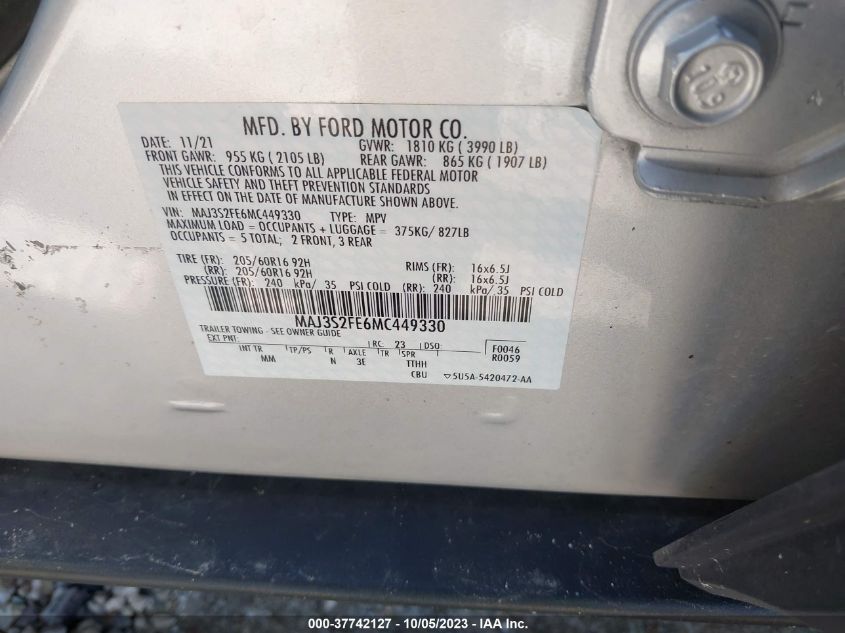 MFD. BY FORD MOTOR CO.
DATE: 11/21 GVWR: 1810 KG ( 3990 LB)
FRONT GAWR: 955 KG ( 2105 LB) REAR GAWR: 865 KG ( 1907 LB)
THIS VEHICLE CONFORMS TO ALL APPLICABLE FEDERAL MOTOR
VEHICLE SAFETY AND THEFT PREVENTION STANDARDS
IN EFFECT ON THE DATE OF MANUFACTURE SHOWN ABOVE.
VIN: MAJ3S2FE6MC449330 TYPE: MPV
MAXIMUM LOAD = OCCUPANTS + LUGGAGE = 375KG/ 827LB
OCCUPANTS = 5 TOTAL; 2 FRONT, 3 REAR
TIRE (FR): 205/60R16 92H RIMS (FR): 16x6.5J
(RR): 205/60R16 92H (RR): 16x6.5J
PRESSURE (FR): 240 kPa/ 35 PSI COLD (RR): 240 kPa/ 35 PSI COLD
MAJ3S2FE6MC449330
TRAILER TOWING - SEE OWNER GUIDE
EXT PNT: RC: 23 DSO: F0046
INT TR TP/PS R AXLE TR SPR R0059
MM N 3E TTHH
CBU 5U5A-5420472-AA
000-37742127 - 10/05/2023 - IAAI.COM